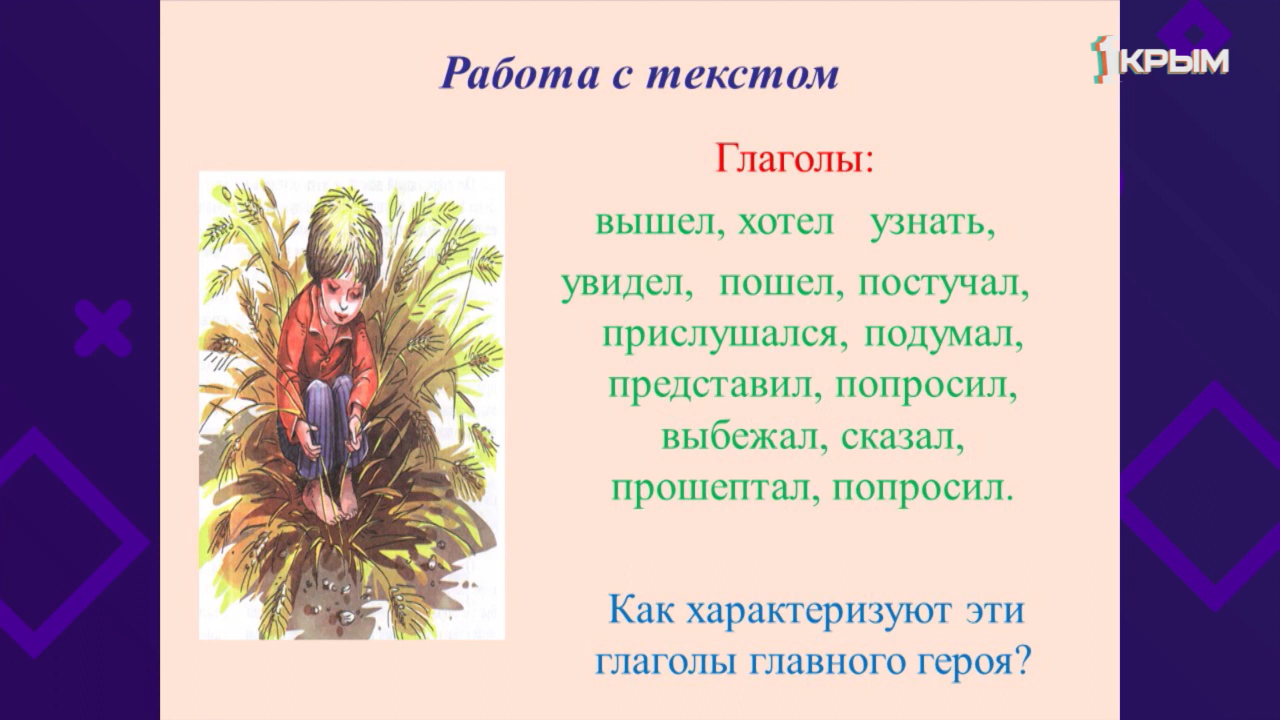 Работа с текстом
1КРЫМ
Глаголы:
вышел, хотел узнать,
увидел, пошел, постучал,
прислушался, подумал,
представил, попросил,
выбежал, сказал,
прошептал, попросил.
Как характеризуют эти
глаголы главного героя?